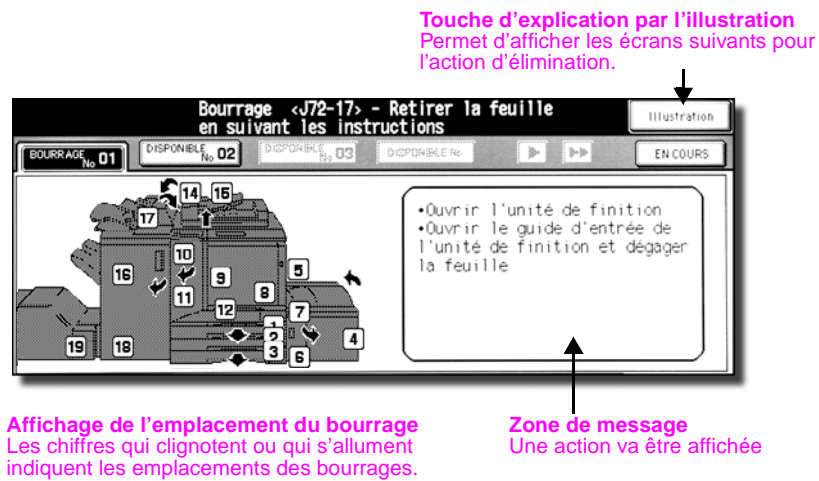 Touche d’explication par l’illustration
Permet d’afficher les écrans suivants pour
l’action d’élimination.
Bourrage <J72-17> - Retirer la feuille
en suivant les instructions
Illustration
BOURRAGE No 01
DISPONIBLE No 02
DISPONIBLE No 03
DISPONIBLE No
EN COURS
14 15
17
10
16
9
5
11
8
12
7
1
2
4
3
19 18
6
•Ouvrir l'unité de finition
•Ouvrir le guide d'entrée de
l'unité de finition et dégager
la feuille
Affichage de l’emplacement du bourrage
Les chiffres qui clignotent ou qui s’allument
indiquent les emplacements des bourrages.
Zone de message
Une action va être affichée